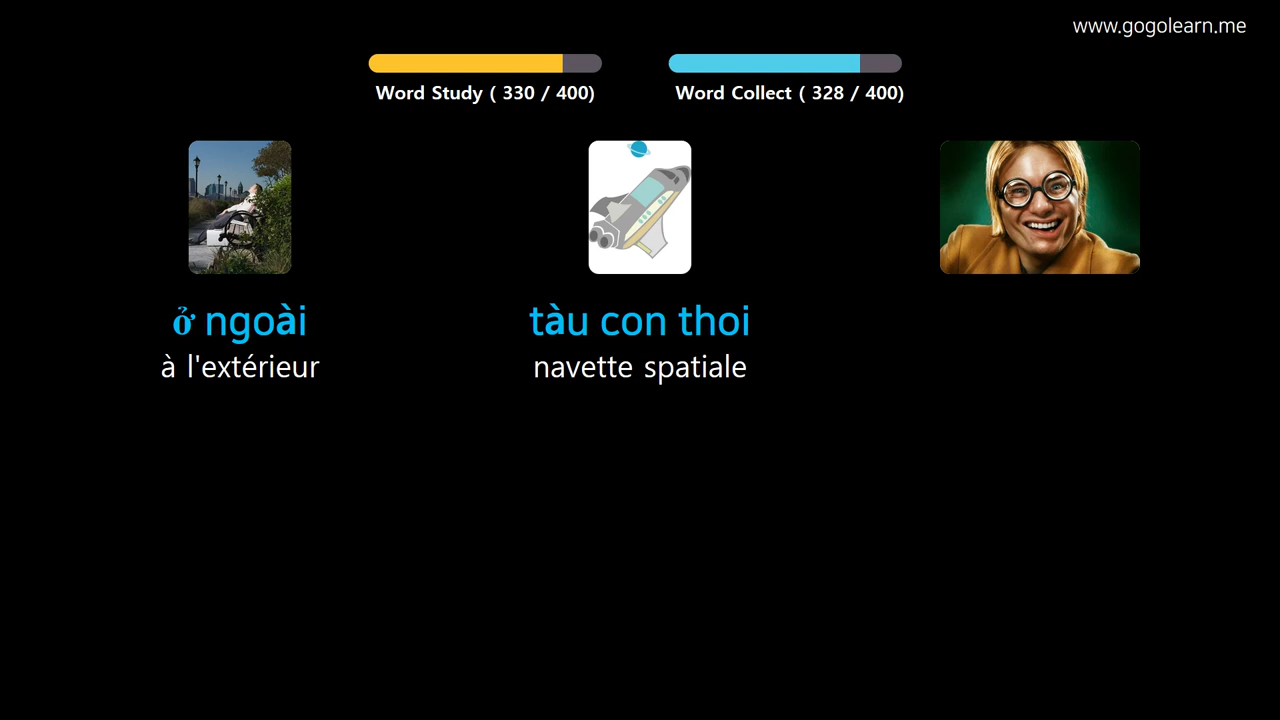 www.gogolearn.me
Word Study ( 330 / 400)
Word Collect ( 328 / 400)
ở ngoài
à l'extérieur
tàu con thoi
navette spatiale